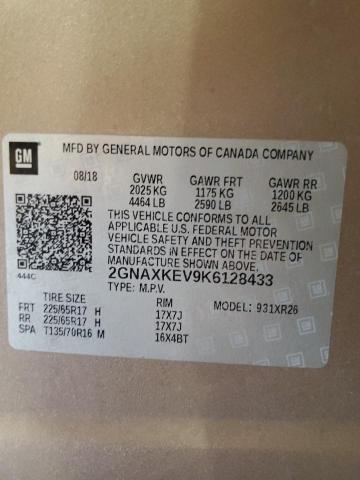 GM
MFD BY GENERAL MOTORS OF CANADA COMPANY
08/18 GVWR GAWR FRT GAWR RR
2025 KG 1175 KG 1200 KG
4464 LB 2590 LB 2645 LB
THIS VEHICLE CONFORMS TO ALL
APPLICABLE U.S. FEDERAL MOTOR
VEHICLE SAFETY AND THEFT PREVENTION
STANDARDS IN EFFECT ON THE DATE OF
MANUFACTURE SHOWN ABOVE.
444C 2GNAXKEV9K6128433
TYPE: M.P.V.
TIRE SIZE RIM MODEL: 931XR26
FRT 225/65R17 H 17X7J
RR 225/65R17 H 17X7J
SPA T135/70R16 M 16X4BT